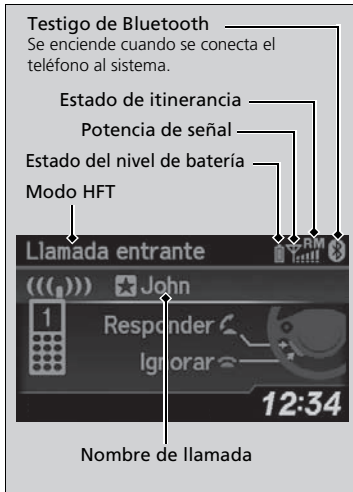 Testigo de Bluetooth
Se enciende cuando se conecta el
teléfono al sistema.
Estado de itinerancia
Potencia de señal
Estado del nivel de batería
Modo HFT
Llamada entrante
RM
John
1
Responder
Ignorar
12:34
Nombre de llamada